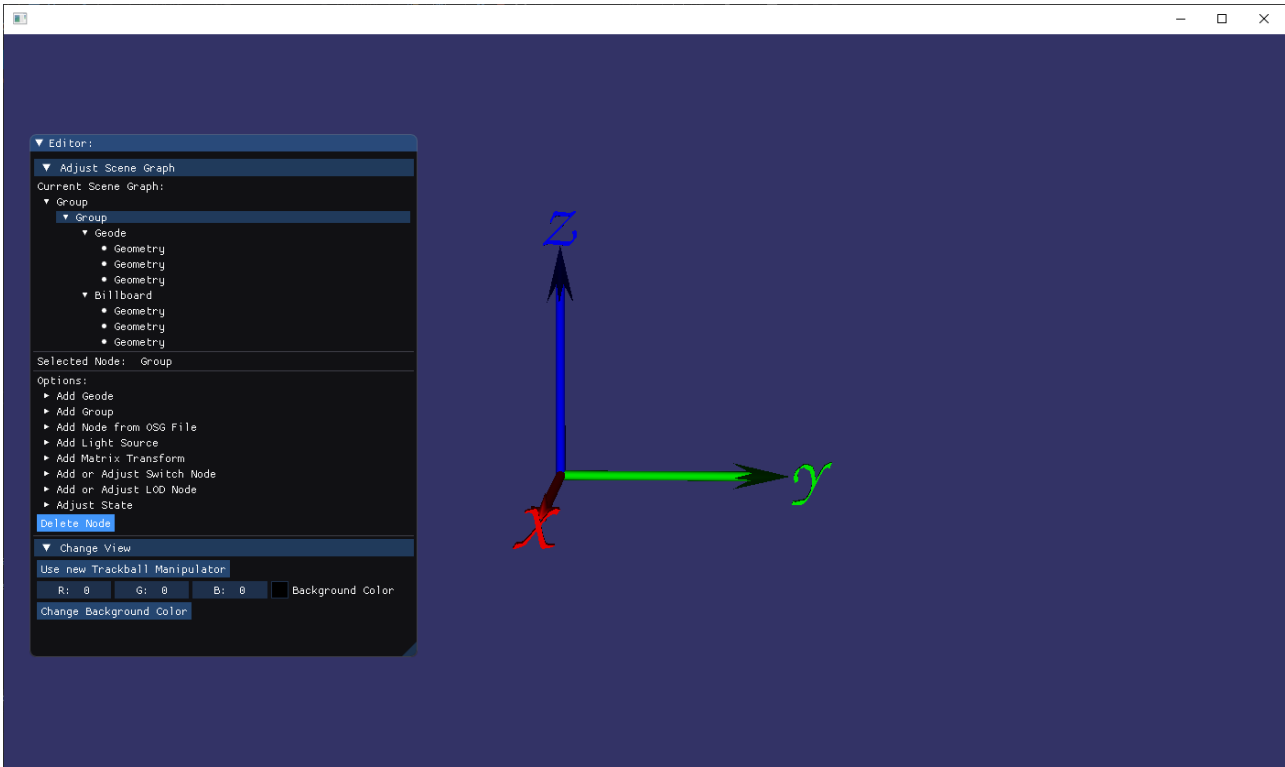 Editor:
Adjust Scene Graph
Current Scene Graph:
Group
Group
Geode
Geometry
Geometry
Geometry
Billboard
Geometry
Geometry
Geometry
Selected Node: Group
Options:
Add Geode
Add Group
Add Node from OSG File
Add Light Source
Add Matrix Transform
Add or Adjust Switch Node
Add or Adjust LOD Node
Adjust State
Delete Node
Change View
Use new Trackball Manipulator
R: 0 G: 0 B: 0 Background Color
Change Background Color
Z
Y
X